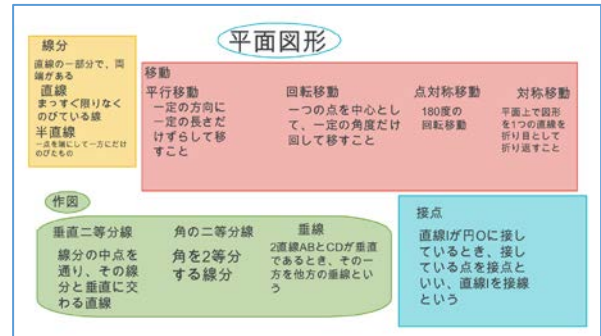 平面図形
線分
直線の一部分で、両
端がある
直線
まっすぐ限りなく
のびている線
半直線
一点を端にして一方にだけ
のびたもの
移動
平行移動
一定の方向に
一定の長さだ
けずらして移
すこと
回転移動
一つの点を中心とし
て、一定の角度だけ
回して移すこと
点対称移動
180度の
回転移動
対称移動
平面上で図形
を1つの直線を
折り目として
折り返すこと
作図
垂直二等分線
線分の中点を
通り、その線
分と垂直に交
わる直線
角の二等分線
角を2等分
する線分
垂線
2直線ABとCDが垂直
であるとき、その一
方を他方の垂線とい
う
接点
直線lが円Oに接し
ているとき、接し
ている点を接点と
いい、直線lを接線
という